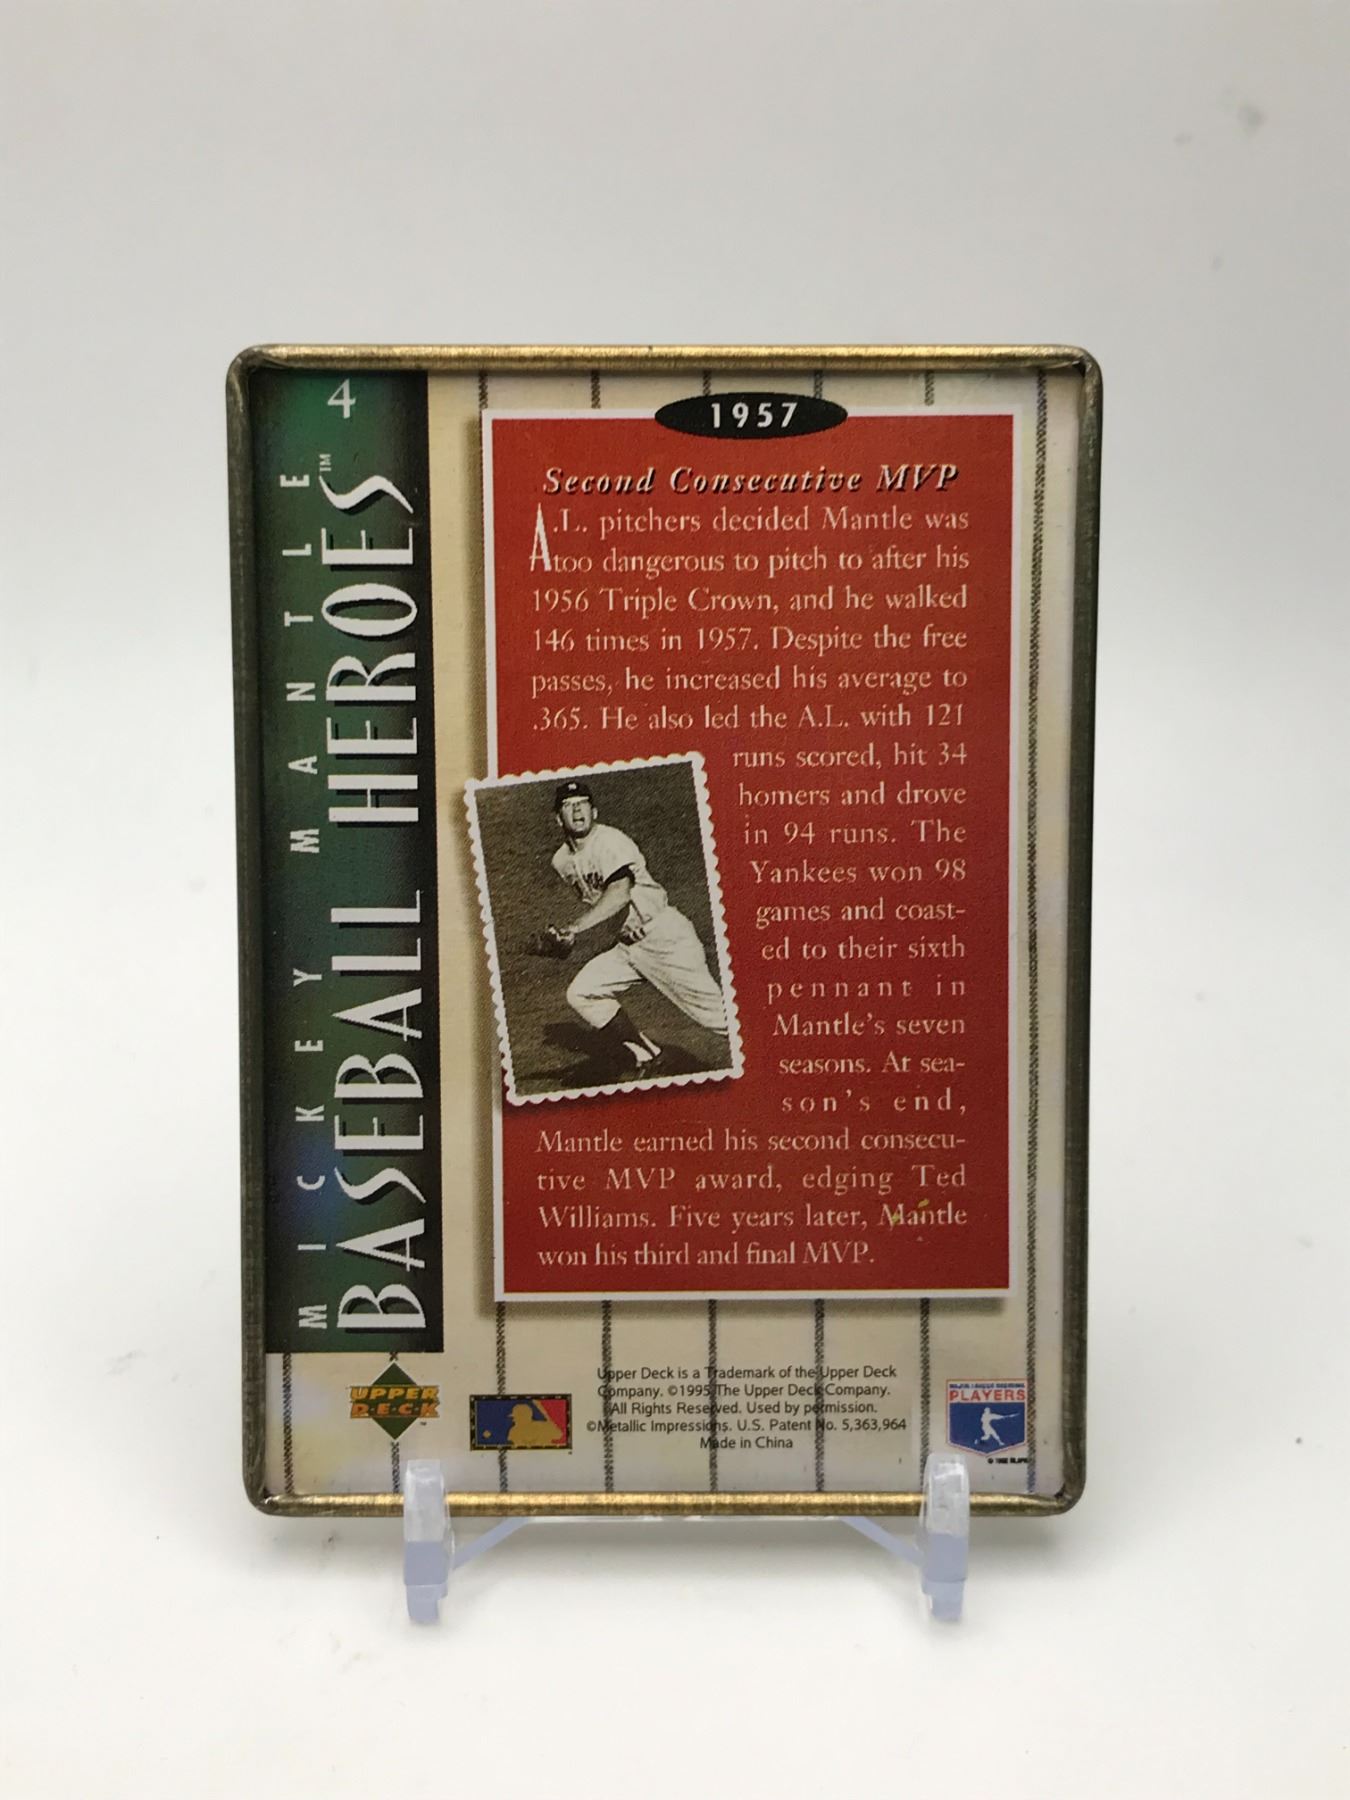 4
MICKEY MANTLE
BASEBALL HEROES™
1957
Second Consecutive MVP
A.L. pitchers decided Mantle was
too dangerous to pitch to after his
1956 Triple Crown, and he walked
146 times in 1957. Despite the free
passes, he increased his average to
.365. He also led the A.L. with 121
runs scored, hit 34
homers and drove
in 94 runs. The
Yankees won 98
games and coast-
ed to their sixth
pennant in
Mantle's seven
seasons. At sea-
son's end,
Mantle earned his second consecu-
tive MVP award, edging Ted
Williams. Five years later, Mantle
won his third and final MVP.
UPPER
D·E·C·K
™
Upper Deck is a Trademark of the Upper Deck
Company. ©1995 The Upper Deck Company.
All Rights Reserved. Used by permission.
©Metallic Impressions. U.S. Patent No. 5,363,964
Made in China
MAJOR LEAGUE BASEBALL
PLAYERS